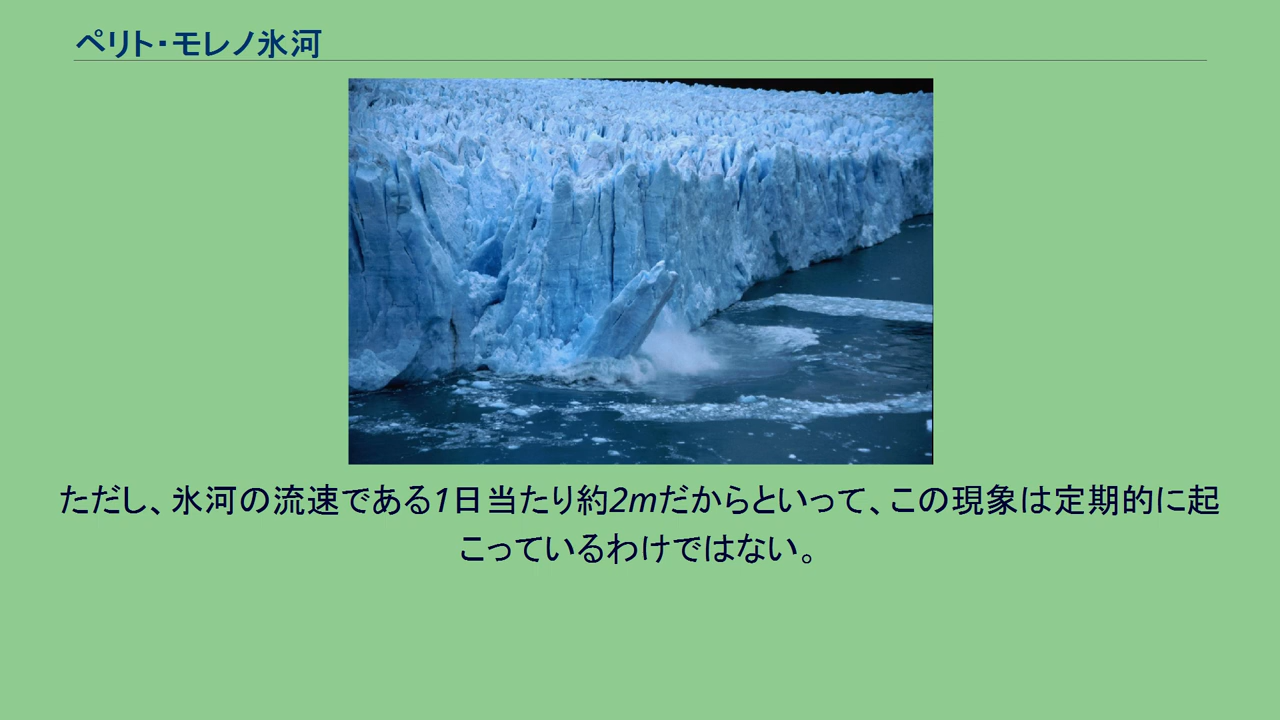 ペリト・モレノ氷河
ただし、氷河の流速である1日当たり約2mだからといって、この現象は定期的に起
こっているわけではない。